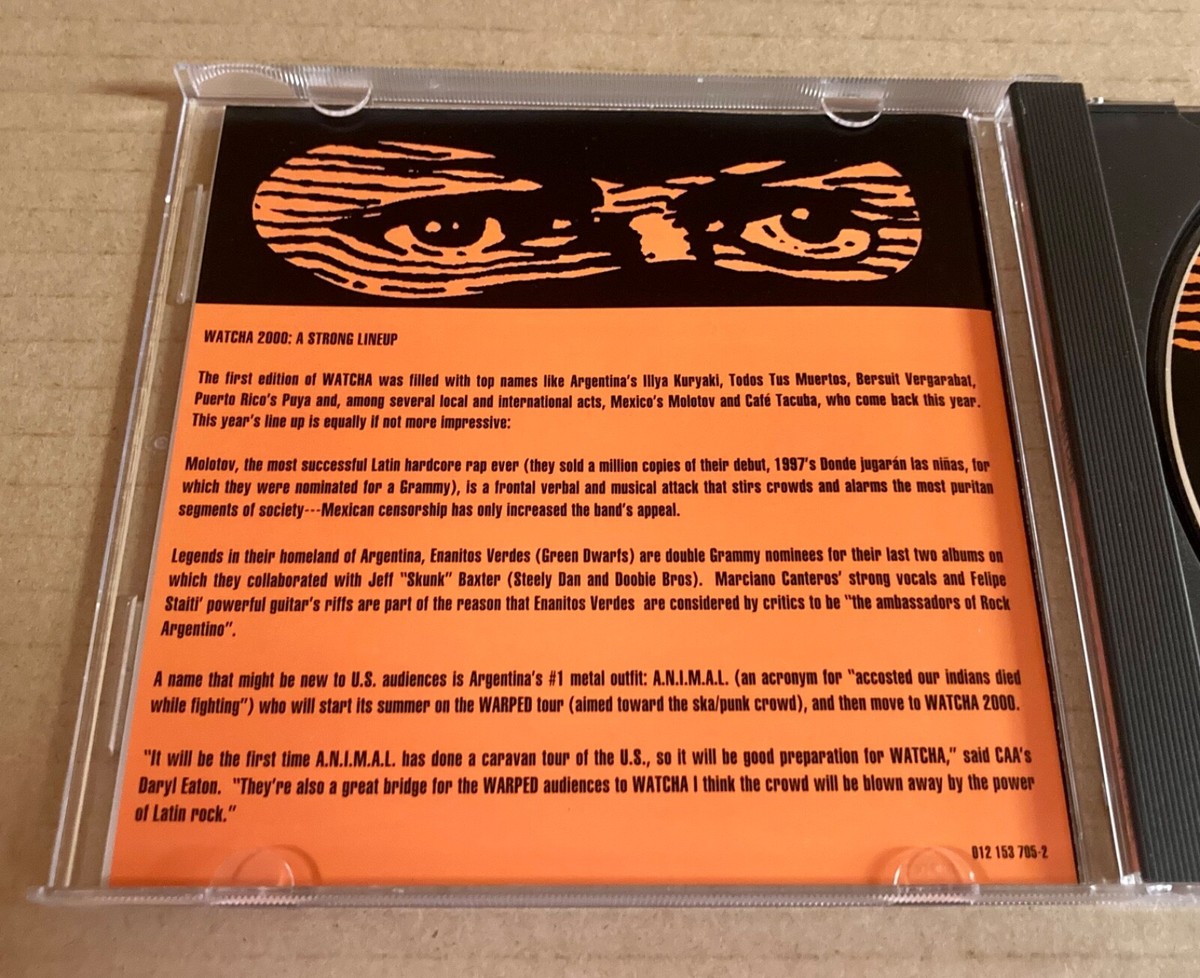 WATCHA 2000: A STRONG LINEUP
The first edition of WATCHA was filled with top names like Argentina's Illya Kuryaki, Todos Tus Muertos, Bersuit Vergarabat,
Puerto Rico's Puya and, among several local and international acts, Mexico's Molotov and Café Tacuba, who come back this year.
This year's line up is equally if not more impressive:
Molotov, the most successful Latin hardcore rap ever (they sold a million copies of their debut, 1997's Donde jugarán las niñas, for
which they were nominated for a Grammy), is a frontal verbal and musical attack that stirs crowds and alarms the most puritan
segments of society---Mexican censorship has only increased the band's appeal.
Legends in their homeland of Argentina, Enanitos Verdes (Green Dwarfs) are double Grammy nominees for their last two albums on
which they collaborated with Jeff "Skunk" Baxter (Steely Dan and Doobie Bros).  Marciano Canteros' strong vocals and Felipe
Staiti' powerful guitar's riffs are part of the reason that Enanitos Verdes  are considered by critics to be "the ambassadors of Rock
Argentino".
A name that might be new to U.S. audiences is Argentina's #1 metal outfit: A.N.I.M.A.L. (an acronym for "accosted our indians died
while fighting") who will start its summer on the WARPED tour (aimed toward the ska/punk crowd), and then move to WATCHA 2000.
"It will be the first time A.N.I.M.A.L. has done a caravan tour of the U.S., so it will be good preparation for WATCHA," said CAA's
Daryl Eaton.  "They're also a great bridge for the WARPED audiences to WATCHA I think the crowd will be blown away by the power
of Latin rock."
012 153 705-2